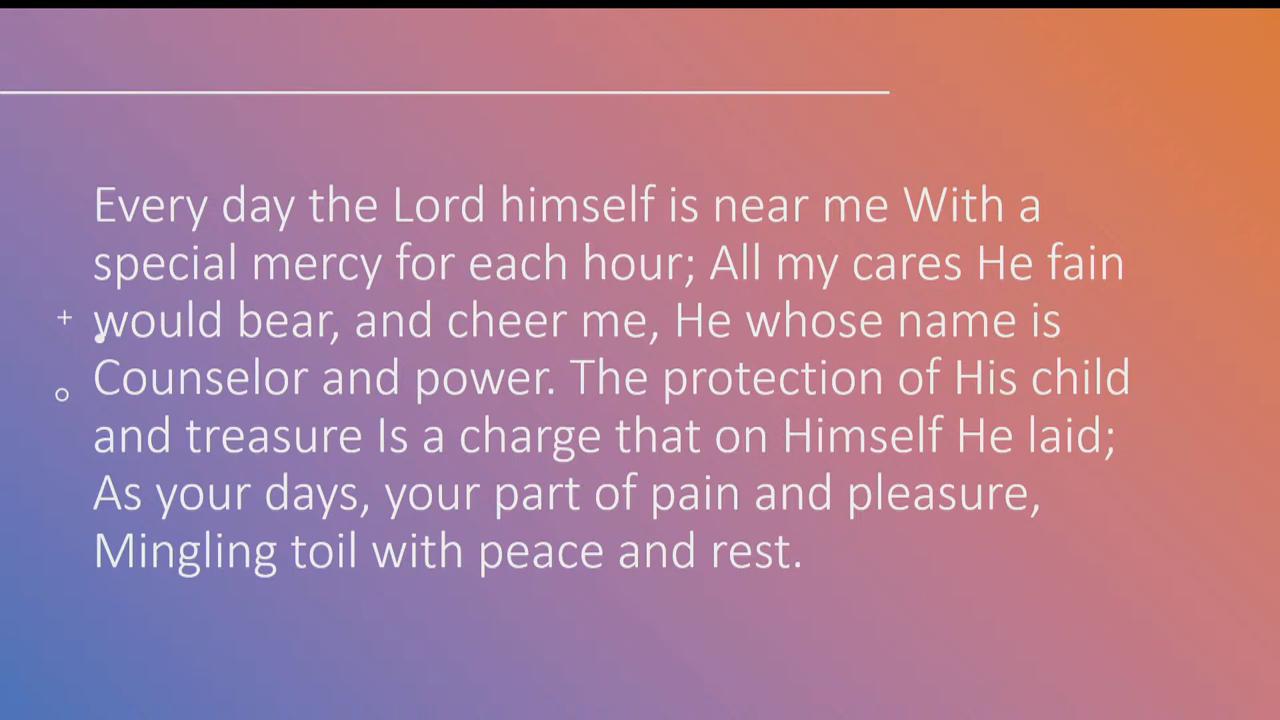 Every day the Lord himself is near me With a
special mercy for each hour; All my cares He fain
would bear, and cheer me, He whose name is
Counselor and power. The protection of His child
and treasure Is a charge that on Himself He laid;
As your days, your part of pain and pleasure,
Mingling toil with peace and rest.